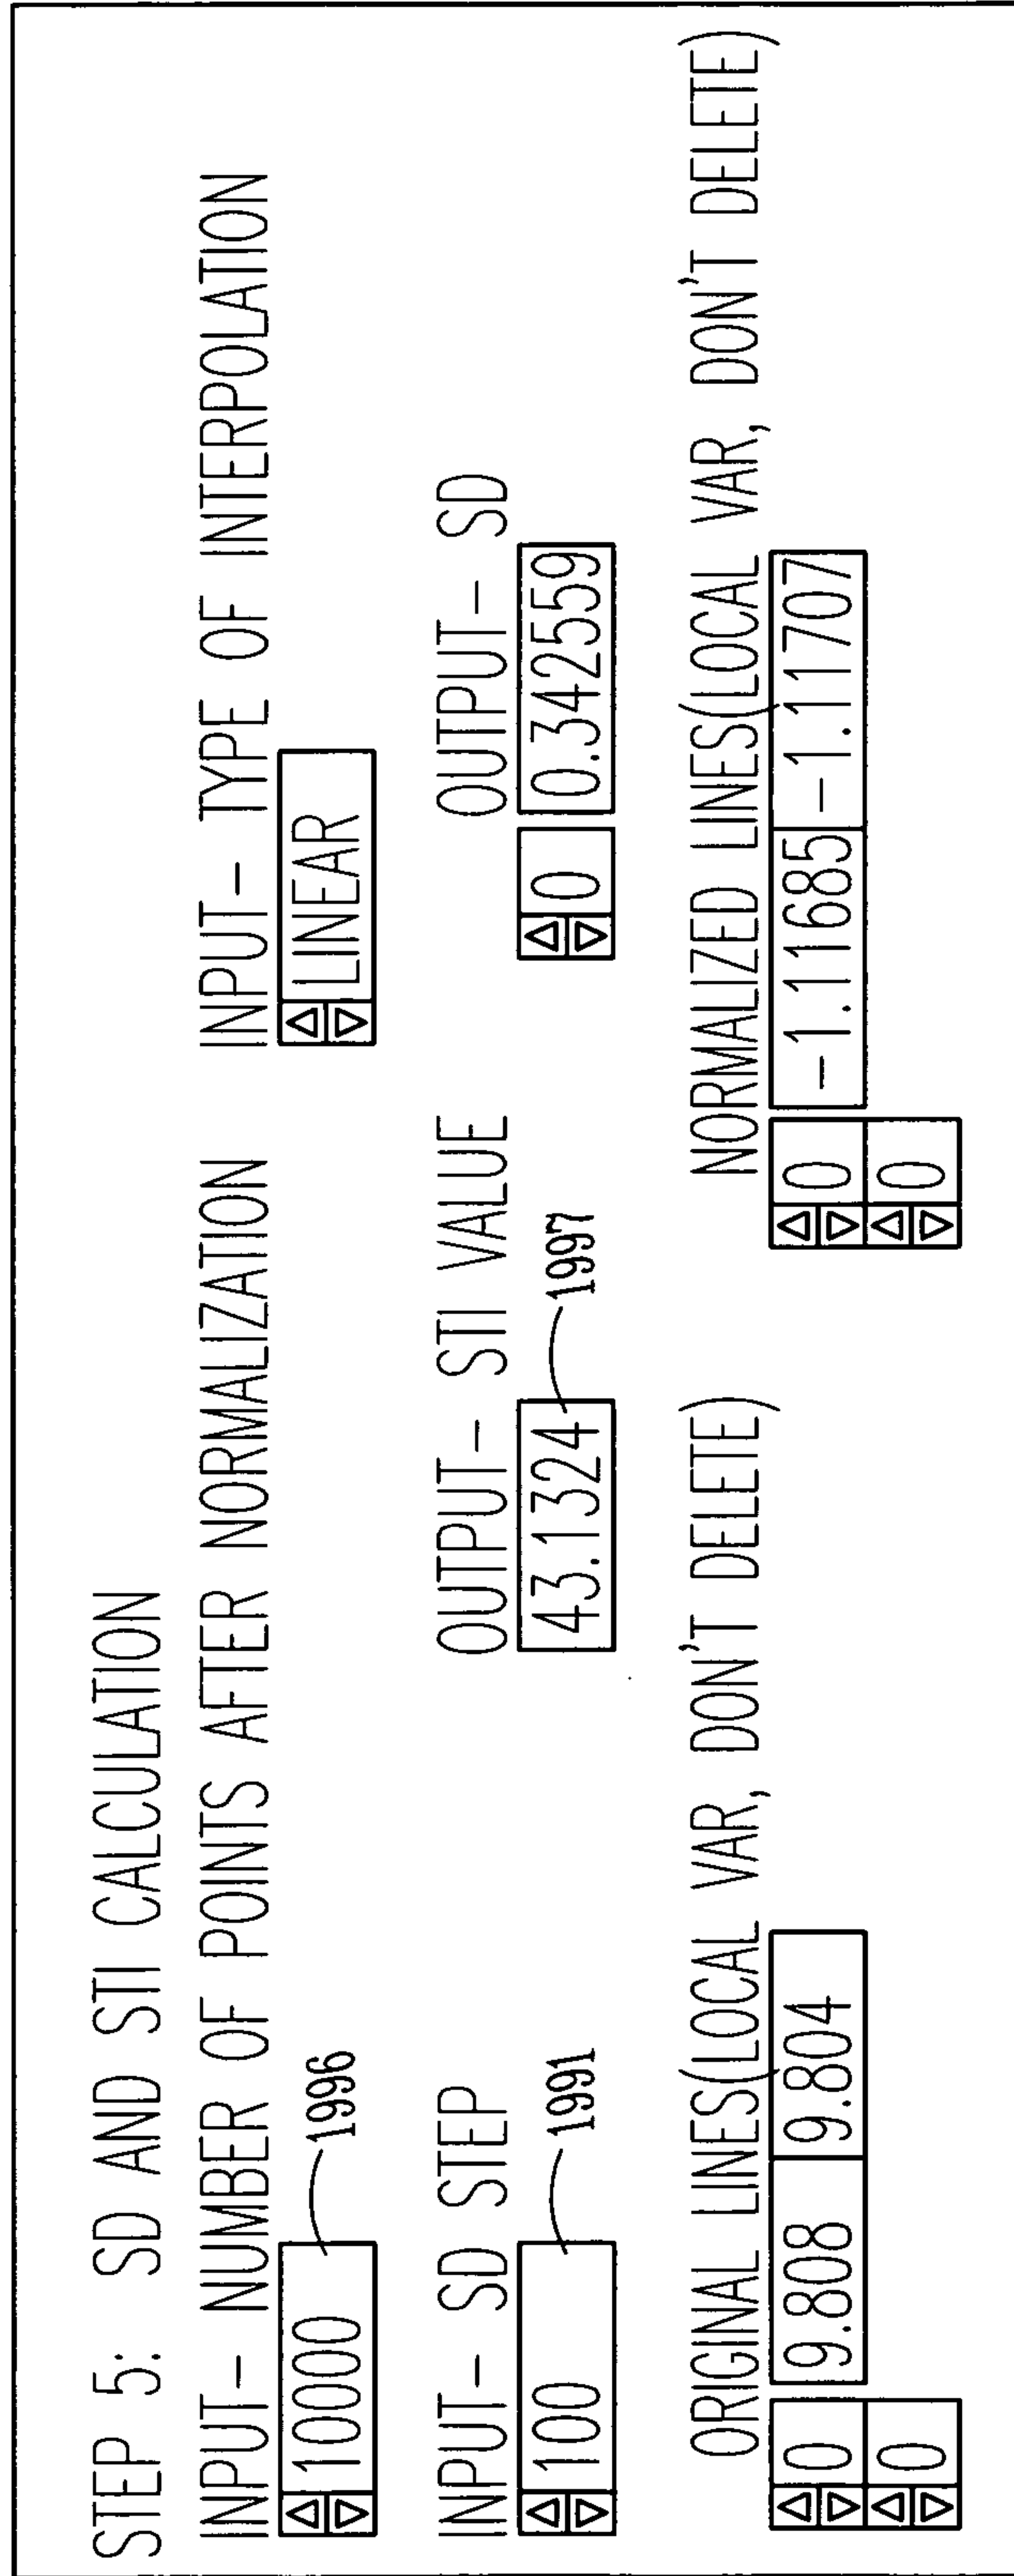 STEP 5: SD AND STI CALCULATION
INPUT- NUMBER OF POINTS AFTER NORMALIZATION
INPUT- TYPE OF INTERPOLATION
10000
1996
LINEAR
INPUT- SD STEP
OUTPUT- STI VALUE
OUTPUT- SD
100
1991
43.1324
1997
0
0.342559
ORIGINAL LINES(LOCAL VAR, DON'T DELETE)
NORMALIZED LINES(LOCAL VAR, DON'T DELETE)
0
9.808
9.804
0
-1.11685
-1.11707
0
0